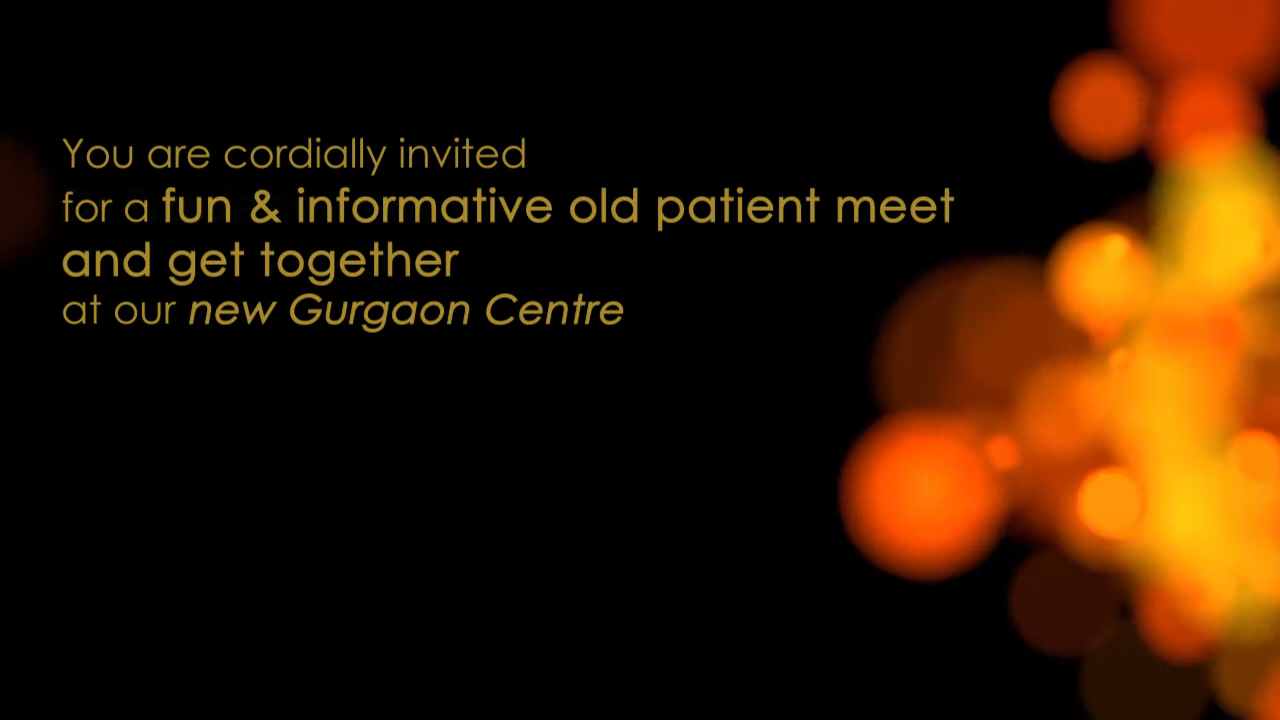 You are cordially invited
for a fun & informative old patient meet
and get together
at our new Gurgaon Centre